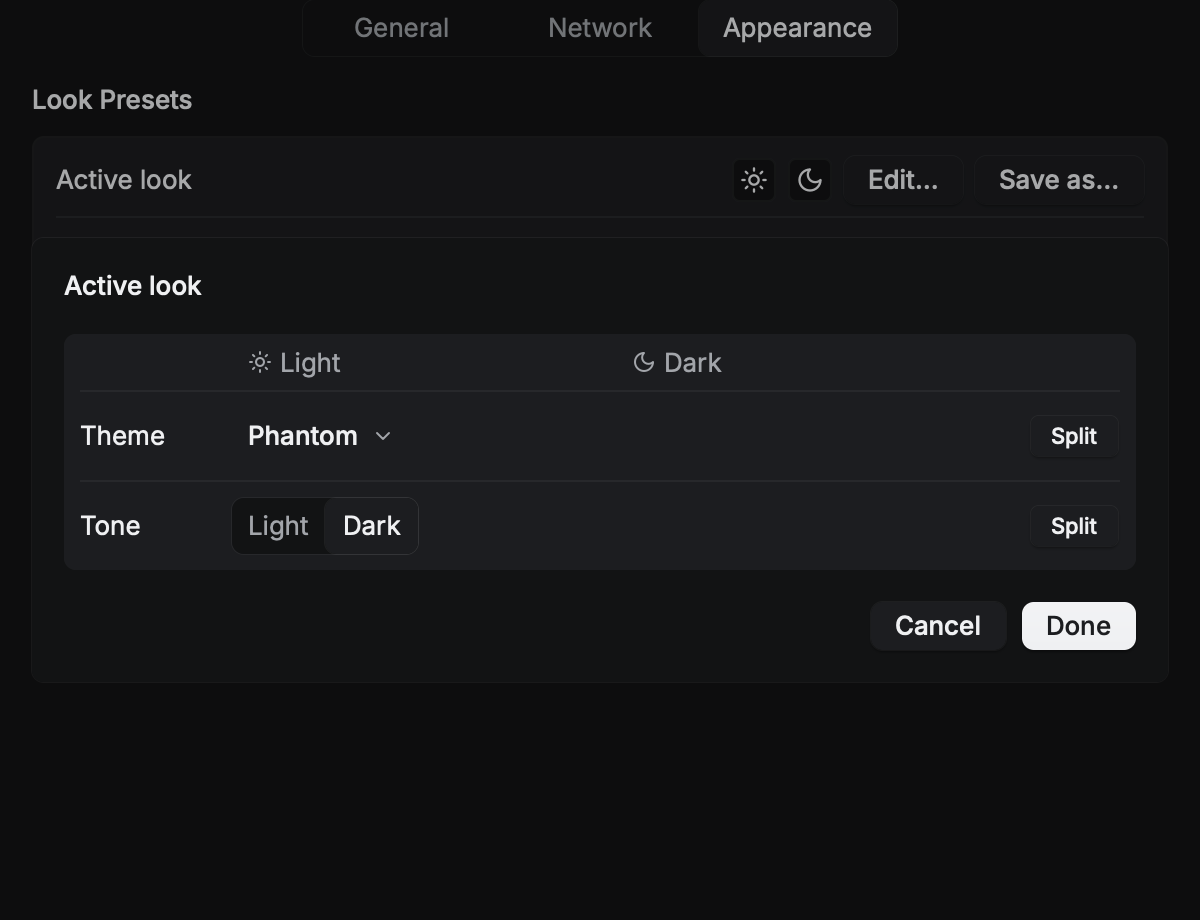 General Network Appearance
Look Presets
Active look Edit... Save as...
Active look
Light Dark
Theme Phantom Split
Tone Light Dark Split
Cancel Done